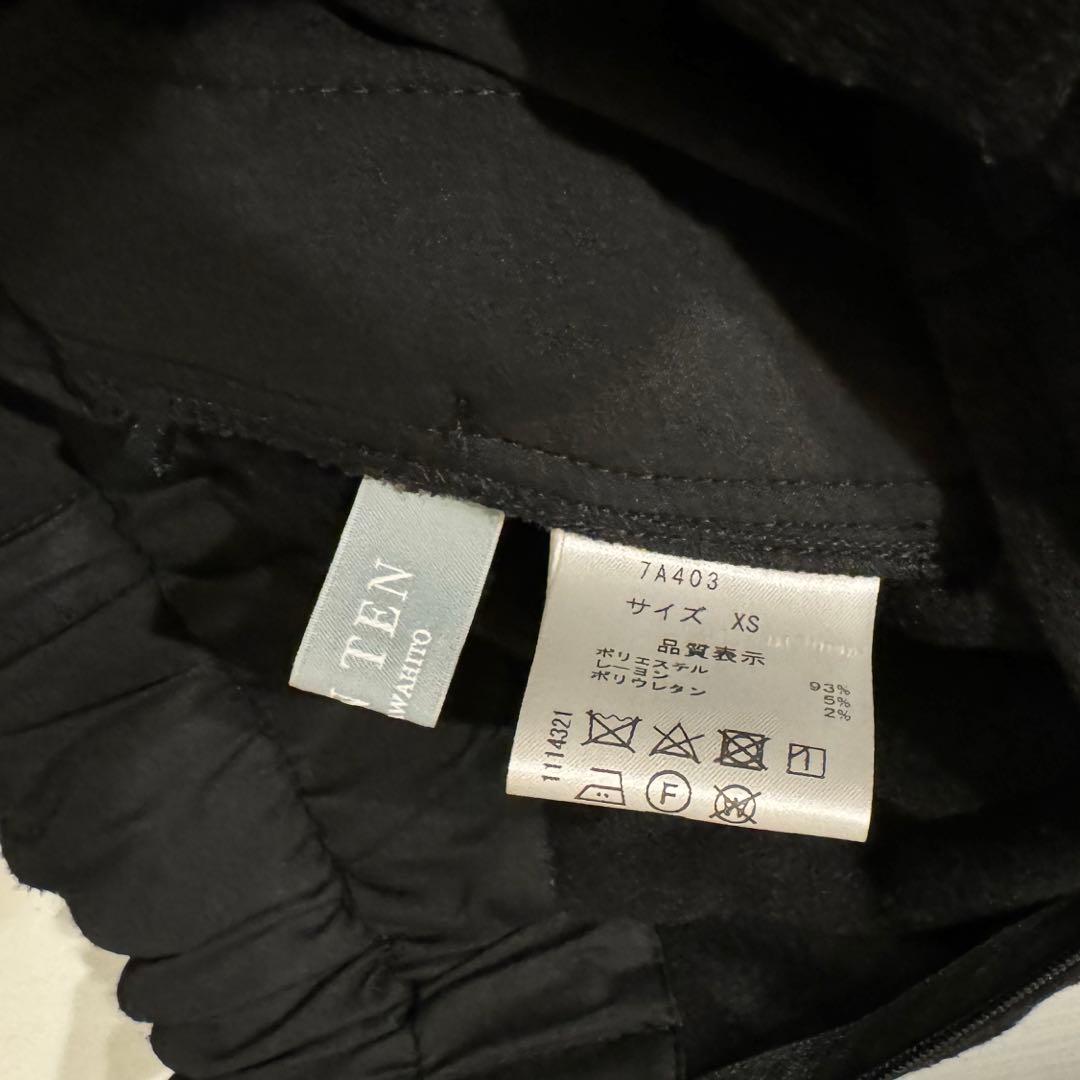 TEN
WAHITO
7A403
サイズ XS
品質表示
ポリエステル 93%
レーヨン 5%
ポリウレタン 2%
1114321
F
W